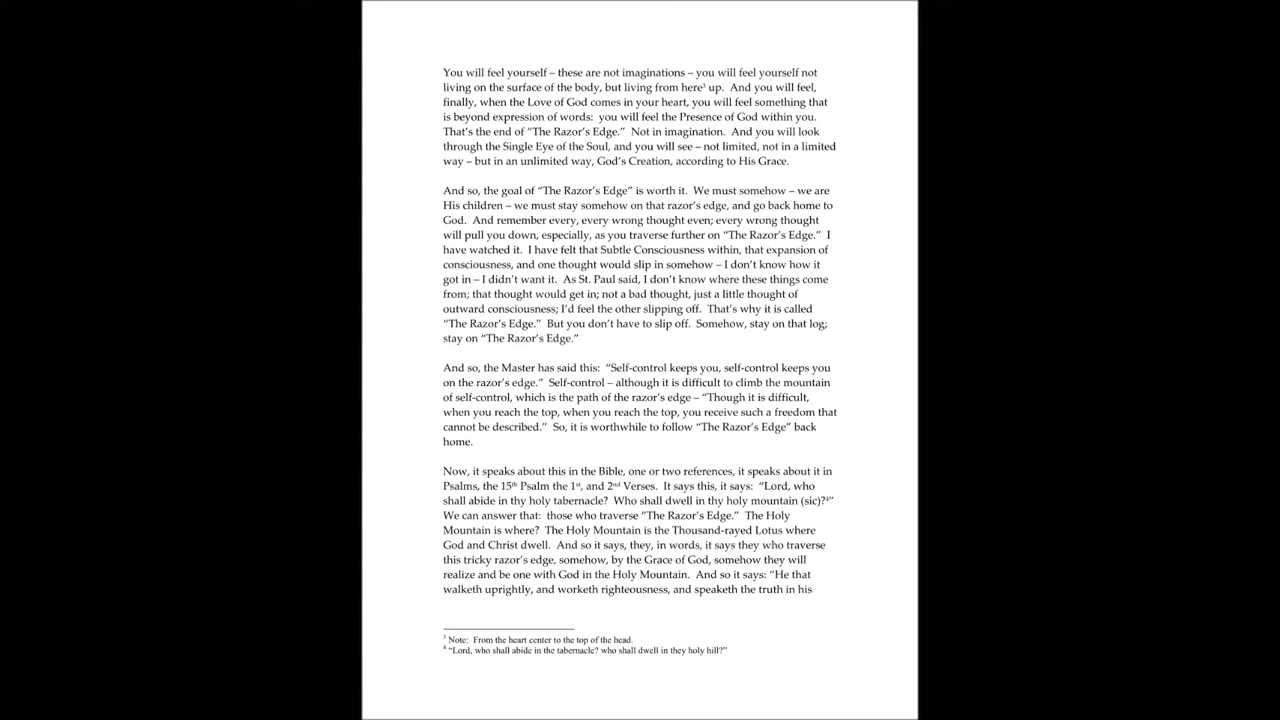 You will feel yourself – these are not imaginations – you will feel yourself not
living on the surface of the body, but living from here³ up.  And you will feel,
finally, when the Love of God comes in your heart, you will feel something that
is beyond expression of words:  you will feel the Presence of God within you.
That’s the end of “The Razor’s Edge.”  Not in imagination.  And you will look
through the Single Eye of the Soul, and you will see – not limited, not in a limited
way – but in an unlimited way, God’s Creation, according to His Grace.
And so, the goal of “The Razor’s Edge” is worth it.  We must somehow – we are
His children – we must stay somehow on that razor’s edge, and go back home to
God.  And remember every, every wrong thought even; every wrong thought
will pull you down, especially, as you traverse further on “The Razor’s Edge.”  I
have watched it.  I have felt that Subtle Consciousness within, that expansion of
consciousness, and one thought would slip in somehow – I don’t know how it
got in – I didn’t want it.  As St. Paul said, I don’t know where these things come
from; that thought would get in; not a bad thought, just a little thought of
outward consciousness; I’d feel the other slipping off.  That’s why it is called
“The Razor’s Edge.”  But you don’t have to slip off.  Somehow, stay on that log;
stay on “The Razor’s Edge.”
And so, the Master has said this:  “Self-control keeps you, self-control keeps you
on the razor’s edge.”  Self-control – although it is difficult to climb the mountain
of self-control, which is the path of the razor’s edge – “Though it is difficult,
when you reach the top, when you reach the top, you receive such a freedom that
cannot be described.”  So, it is worthwhile to follow “The Razor’s Edge” back
home.
Now, it speaks about this in the Bible, one or two references, it speaks about it in
Psalms, the 15th Psalm the 1st, and 2nd Verses.  It says this, it says:  “Lord, who
shall abide in thy holy tabernacle?  Who shall dwell in thy holy mountain (sic)?⁴”
We can answer that:  those who traverse “The Razor’s Edge.”  The Holy
Mountain is where?  The Holy Mountain is the Thousand-rayed Lotus where
God and Christ dwell.  And so it says, they, in words, it says they who traverse
this tricky razor’s edge, somehow, by the Grace of God, somehow they will
realize and be one with God in the Holy Mountain.  And so it says: “He that
walketh uprightly, and worketh righteousness, and speaketh the truth in his
³ Note:  From the heart center to the top of the head.
⁴ “Lord, who shall abide in the tabernacle? who shall dwell in they holy hill?”